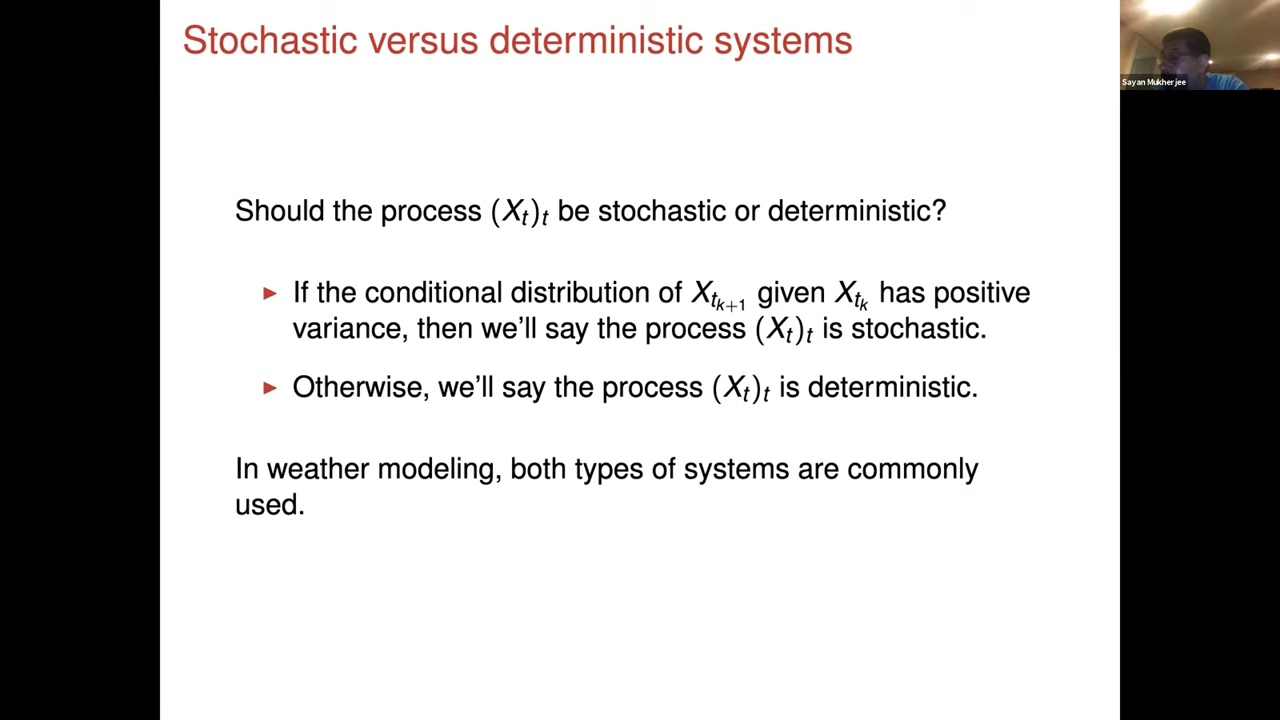 Stochastic versus deterministic systems
Sayan Mukherjee
Should the process (X_t)_t be stochastic or deterministic?
► If the conditional distribution of X_{t_{k+1}} given X_{t_k} has positive
variance, then we'll say the process (X_t)_t is stochastic.
► Otherwise, we'll say the process (X_t)_t is deterministic.
In weather modeling, both types of systems are commonly
used.